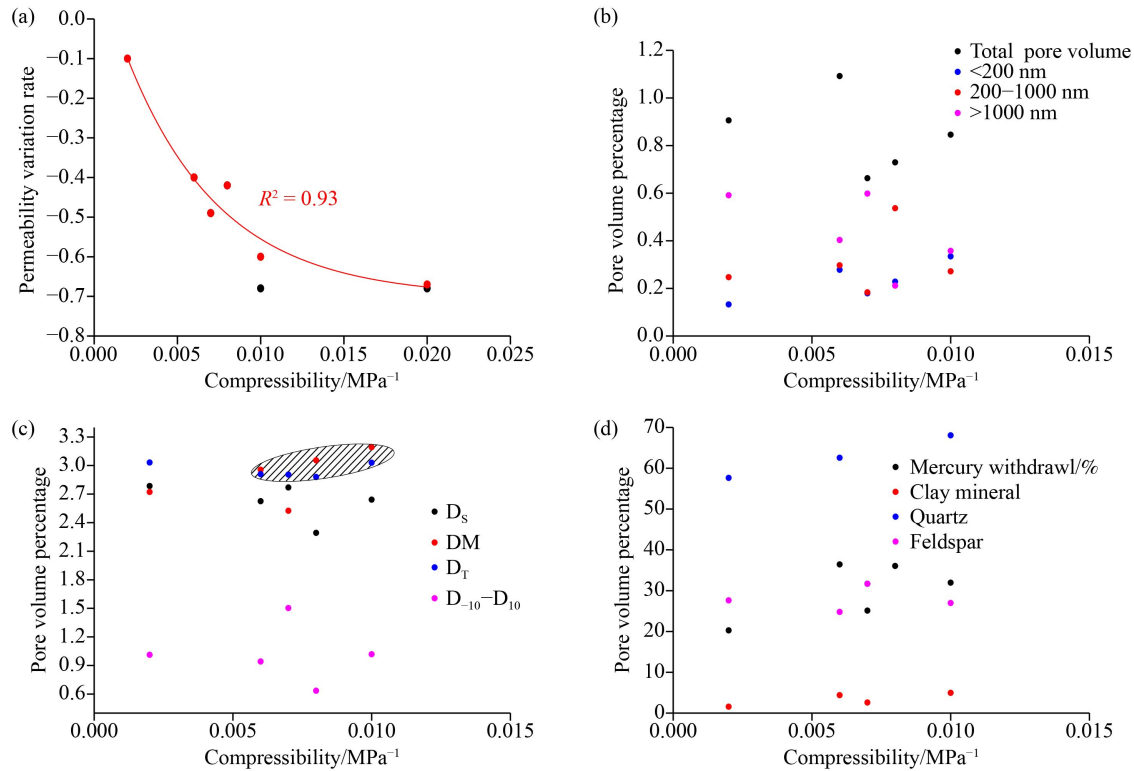 (a)
0.0
−0.1
−0.2
−0.3
−0.4
−0.5
−0.6
−0.7
−0.8
Permeability variation rate
R² = 0.93
0.000 0.005 0.010 0.015 0.020 0.025
Compressibility/MPa⁻¹
(b)
1.2
1.0
0.8
0.6
0.4
0.2
0.0
Pore volume percentage
Total pore volume
<200 nm
200−1000 nm
>1000 nm
0.000 0.005 0.010 0.015
Compressibility/MPa⁻¹
(c)
3.3
3.0
2.7
2.4
2.1
1.8
1.5
1.2
0.9
0.6
Pore volume percentage
D_S
DM
D_T
D₋₁₀−D₁₀
0.000 0.005 0.010 0.015
Compressibility/MPa⁻¹
(d)
70
60
50
40
30
20
10
0
Pore volume percentage
Mercury withdrawl/%
Clay mineral
Quartz
Feldspar
0.000 0.005 0.010 0.015
Compressibility/MPa⁻¹